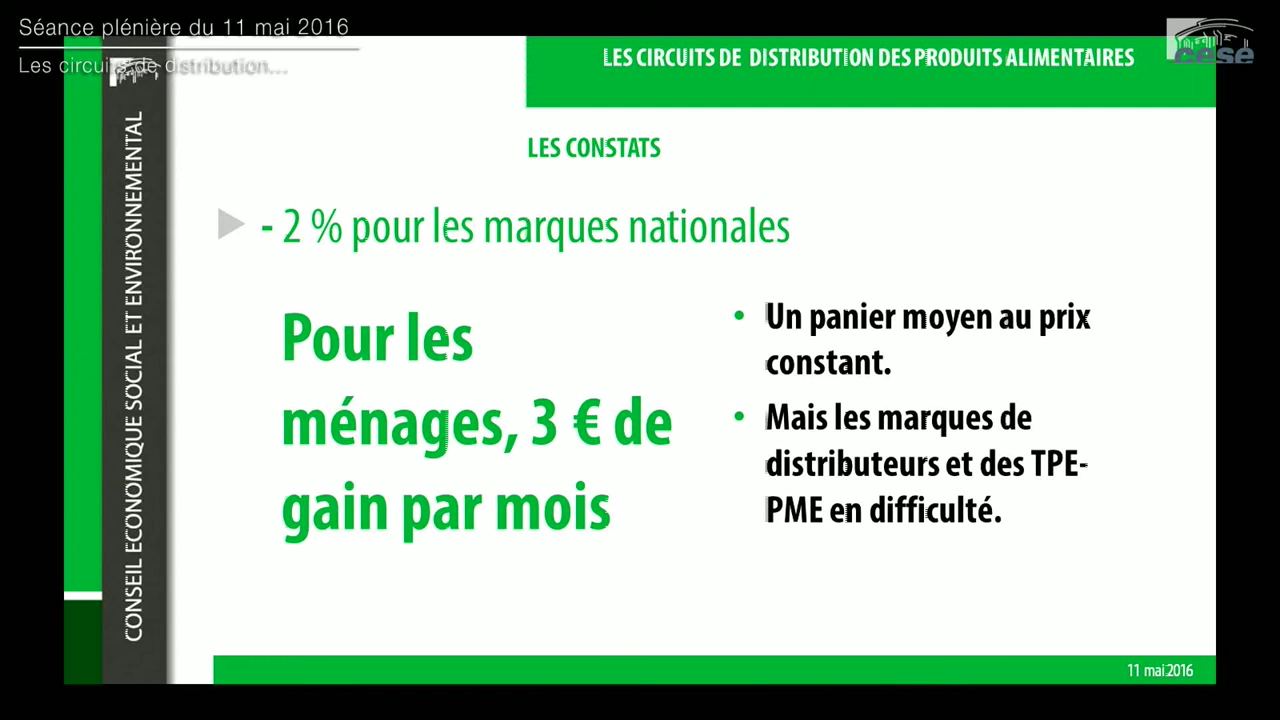 Séance plénière du 11 mai 2016
Les circuits de distribution...
cese
LES CIRCUITS DE DISTRIBUTION DES PRODUITS ALIMENTAIRES
CONSEIL ECONOMIQUE SOCIAL ET ENVIRONNEMENTAL
LES CONSTATS
- 2 % pour les marques nationales
Pour les
ménages, 3 € de
gain par mois
• Un panier moyen au prix
constant.
• Mais les marques de
distributeurs et des TPE-
PME en difficulté.
11 mai 2016